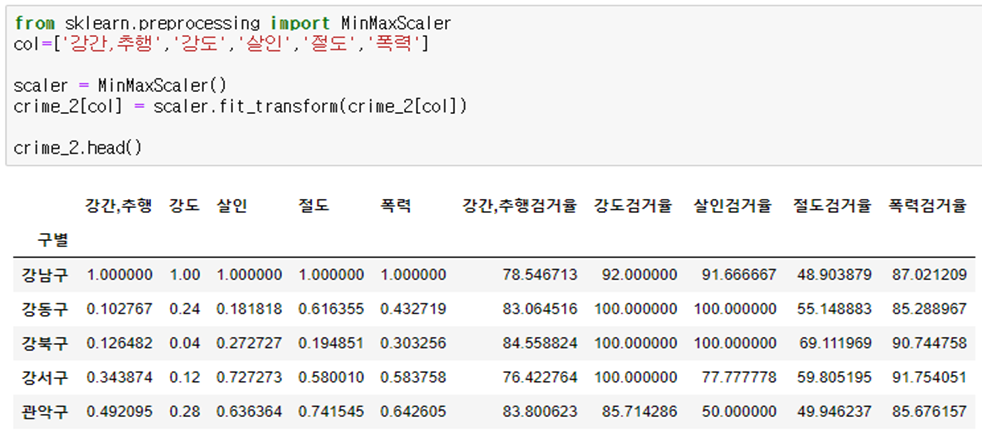 from sklearn.preprocessing import MinMaxScaler
col=['강간,추행','강도','살인','절도','폭력']
scaler = MinMaxScaler()
crime_2[col] = scaler.fit_transform(crime_2[col])
crime_2.head()
강간,추행 강도 살인 절도 폭력 강간,추행검거율 강도검거율 살인검거율 절도검거율 폭력검거율
구별
강남구 1.000000 1.00 1.000000 1.000000 1.000000 78.546713 92.000000 91.666667 48.903879 87.021209
강동구 0.102767 0.24 0.181818 0.616355 0.432719 83.064516 100.000000 100.000000 55.148883 85.288967
강북구 0.126482 0.04 0.272727 0.194851 0.303256 84.558824 100.000000 100.000000 69.111969 90.744758
강서구 0.343874 0.12 0.727273 0.580010 0.583758 76.422764 100.000000 77.777778 59.805195 91.754051
관악구 0.492095 0.28 0.636364 0.741545 0.642605 83.800623 85.714286 50.000000 49.946237 85.676157